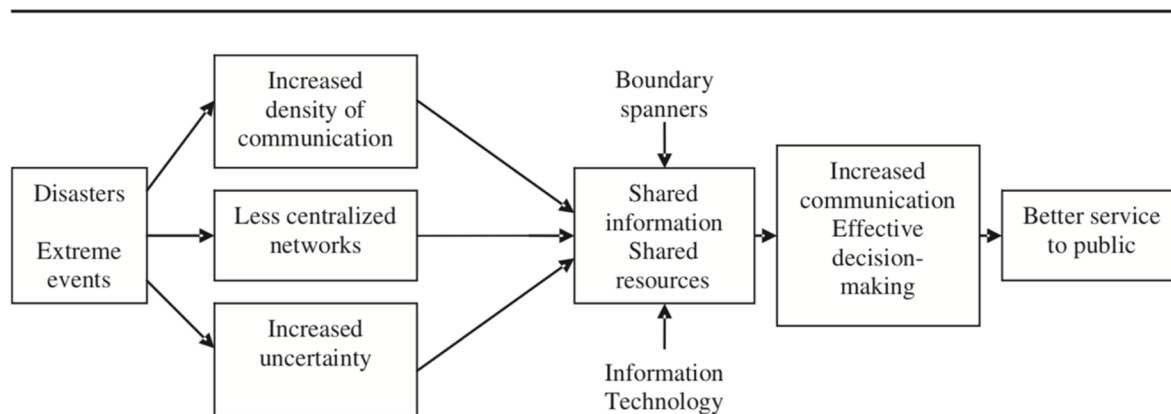 Disasters
Extreme
events
Increased
density of
communication
Less centralized
networks
Increased
uncertainty
Boundary
spanners
Shared
information
Shared
resources
Information
Technology
Increased
communication
Effective
decision-
making
Better service
to public